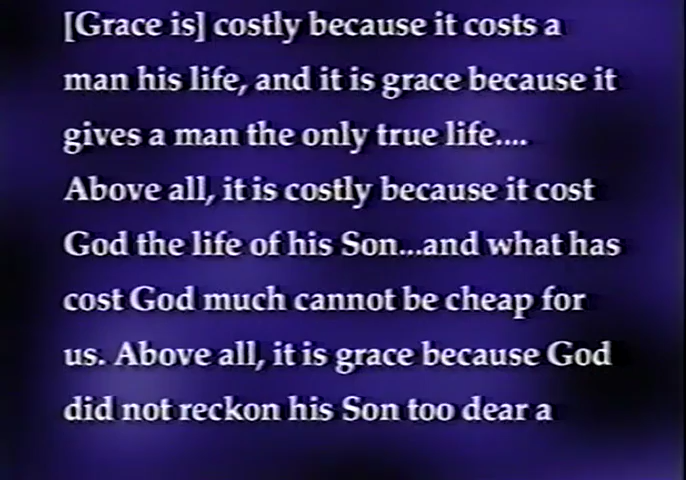 [Grace is] costly because it costs a
man his life, and it is grace because it
gives a man the only true life....
Above all, it is costly because it cost
God the life of his Son...and what has
cost God much cannot be cheap for
us. Above all, it is grace because God
did not reckon his Son too dear a